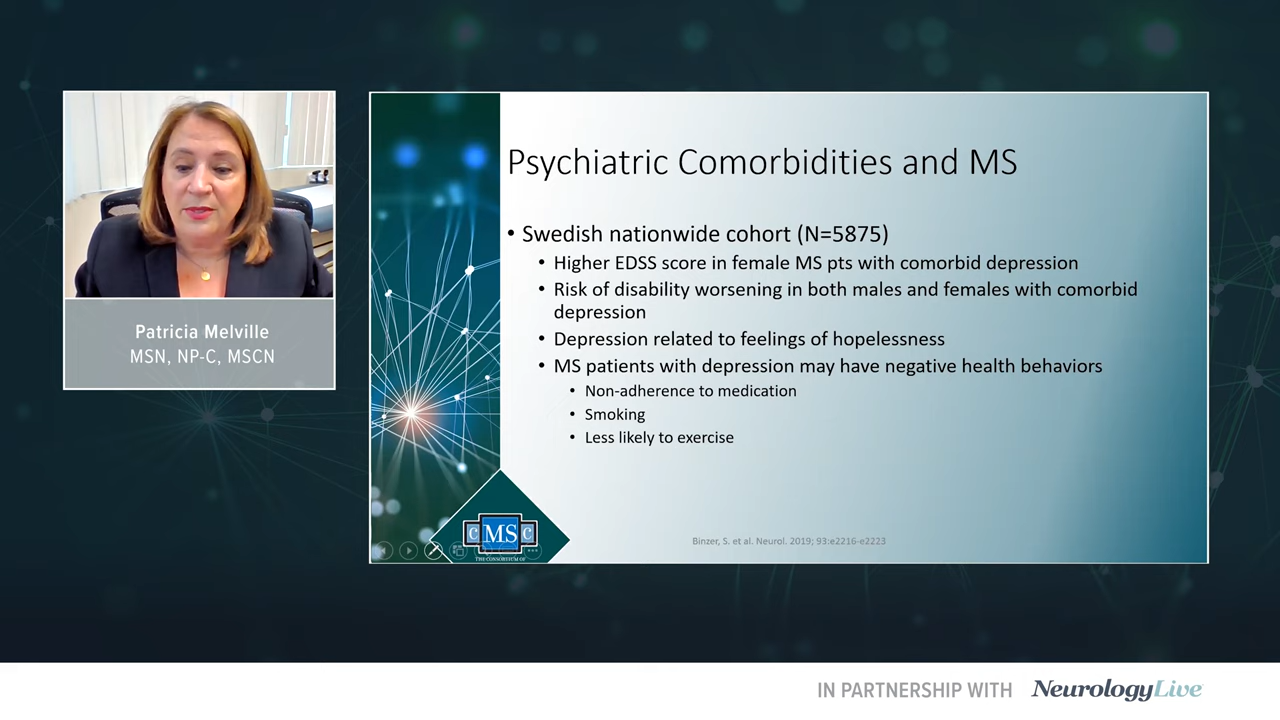 Patricia Melville
MSN, NP-C, MSCN
Psychiatric Comorbidities and MS
• Swedish nationwide cohort (N=5875)
• Higher EDSS score in female MS pts with comorbid depression
• Risk of disability worsening in both males and females with comorbid
depression
• Depression related to feelings of hopelessness
• MS patients with depression may have negative health behaviors
• Non-adherence to medication
• Smoking
• Less likely to exercise
CMSC
THE CONSORTIUM OF
Binzer, S. et al. Neurol. 2019; 93:e2216-e2223
IN PARTNERSHIP WITH NeurologyLive